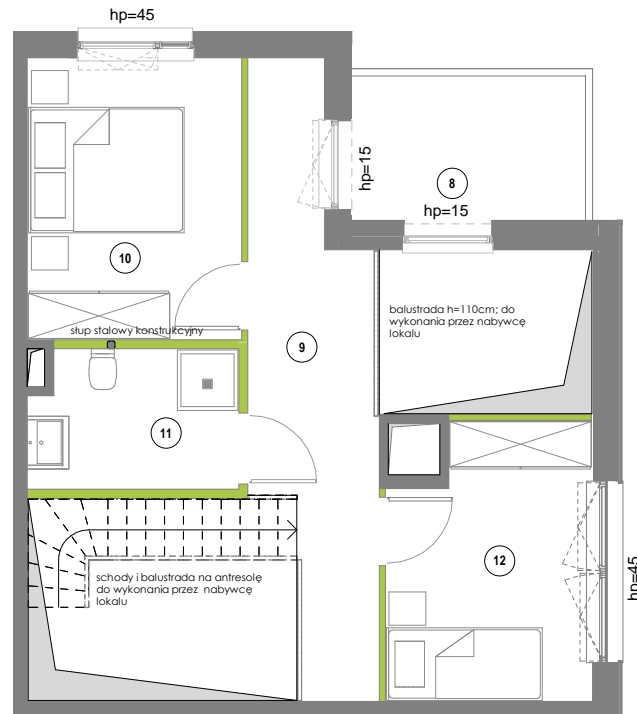 hp=45
hp=15
8
hp=15
10
balustrada h=110cm; do
wykonania przez nabywcę
lokalu
słup stalowy konstrukcyjny
9
11
12
hp=45
schody i balustrada na antresolę
do wykonania przez nabywcę
lokalu